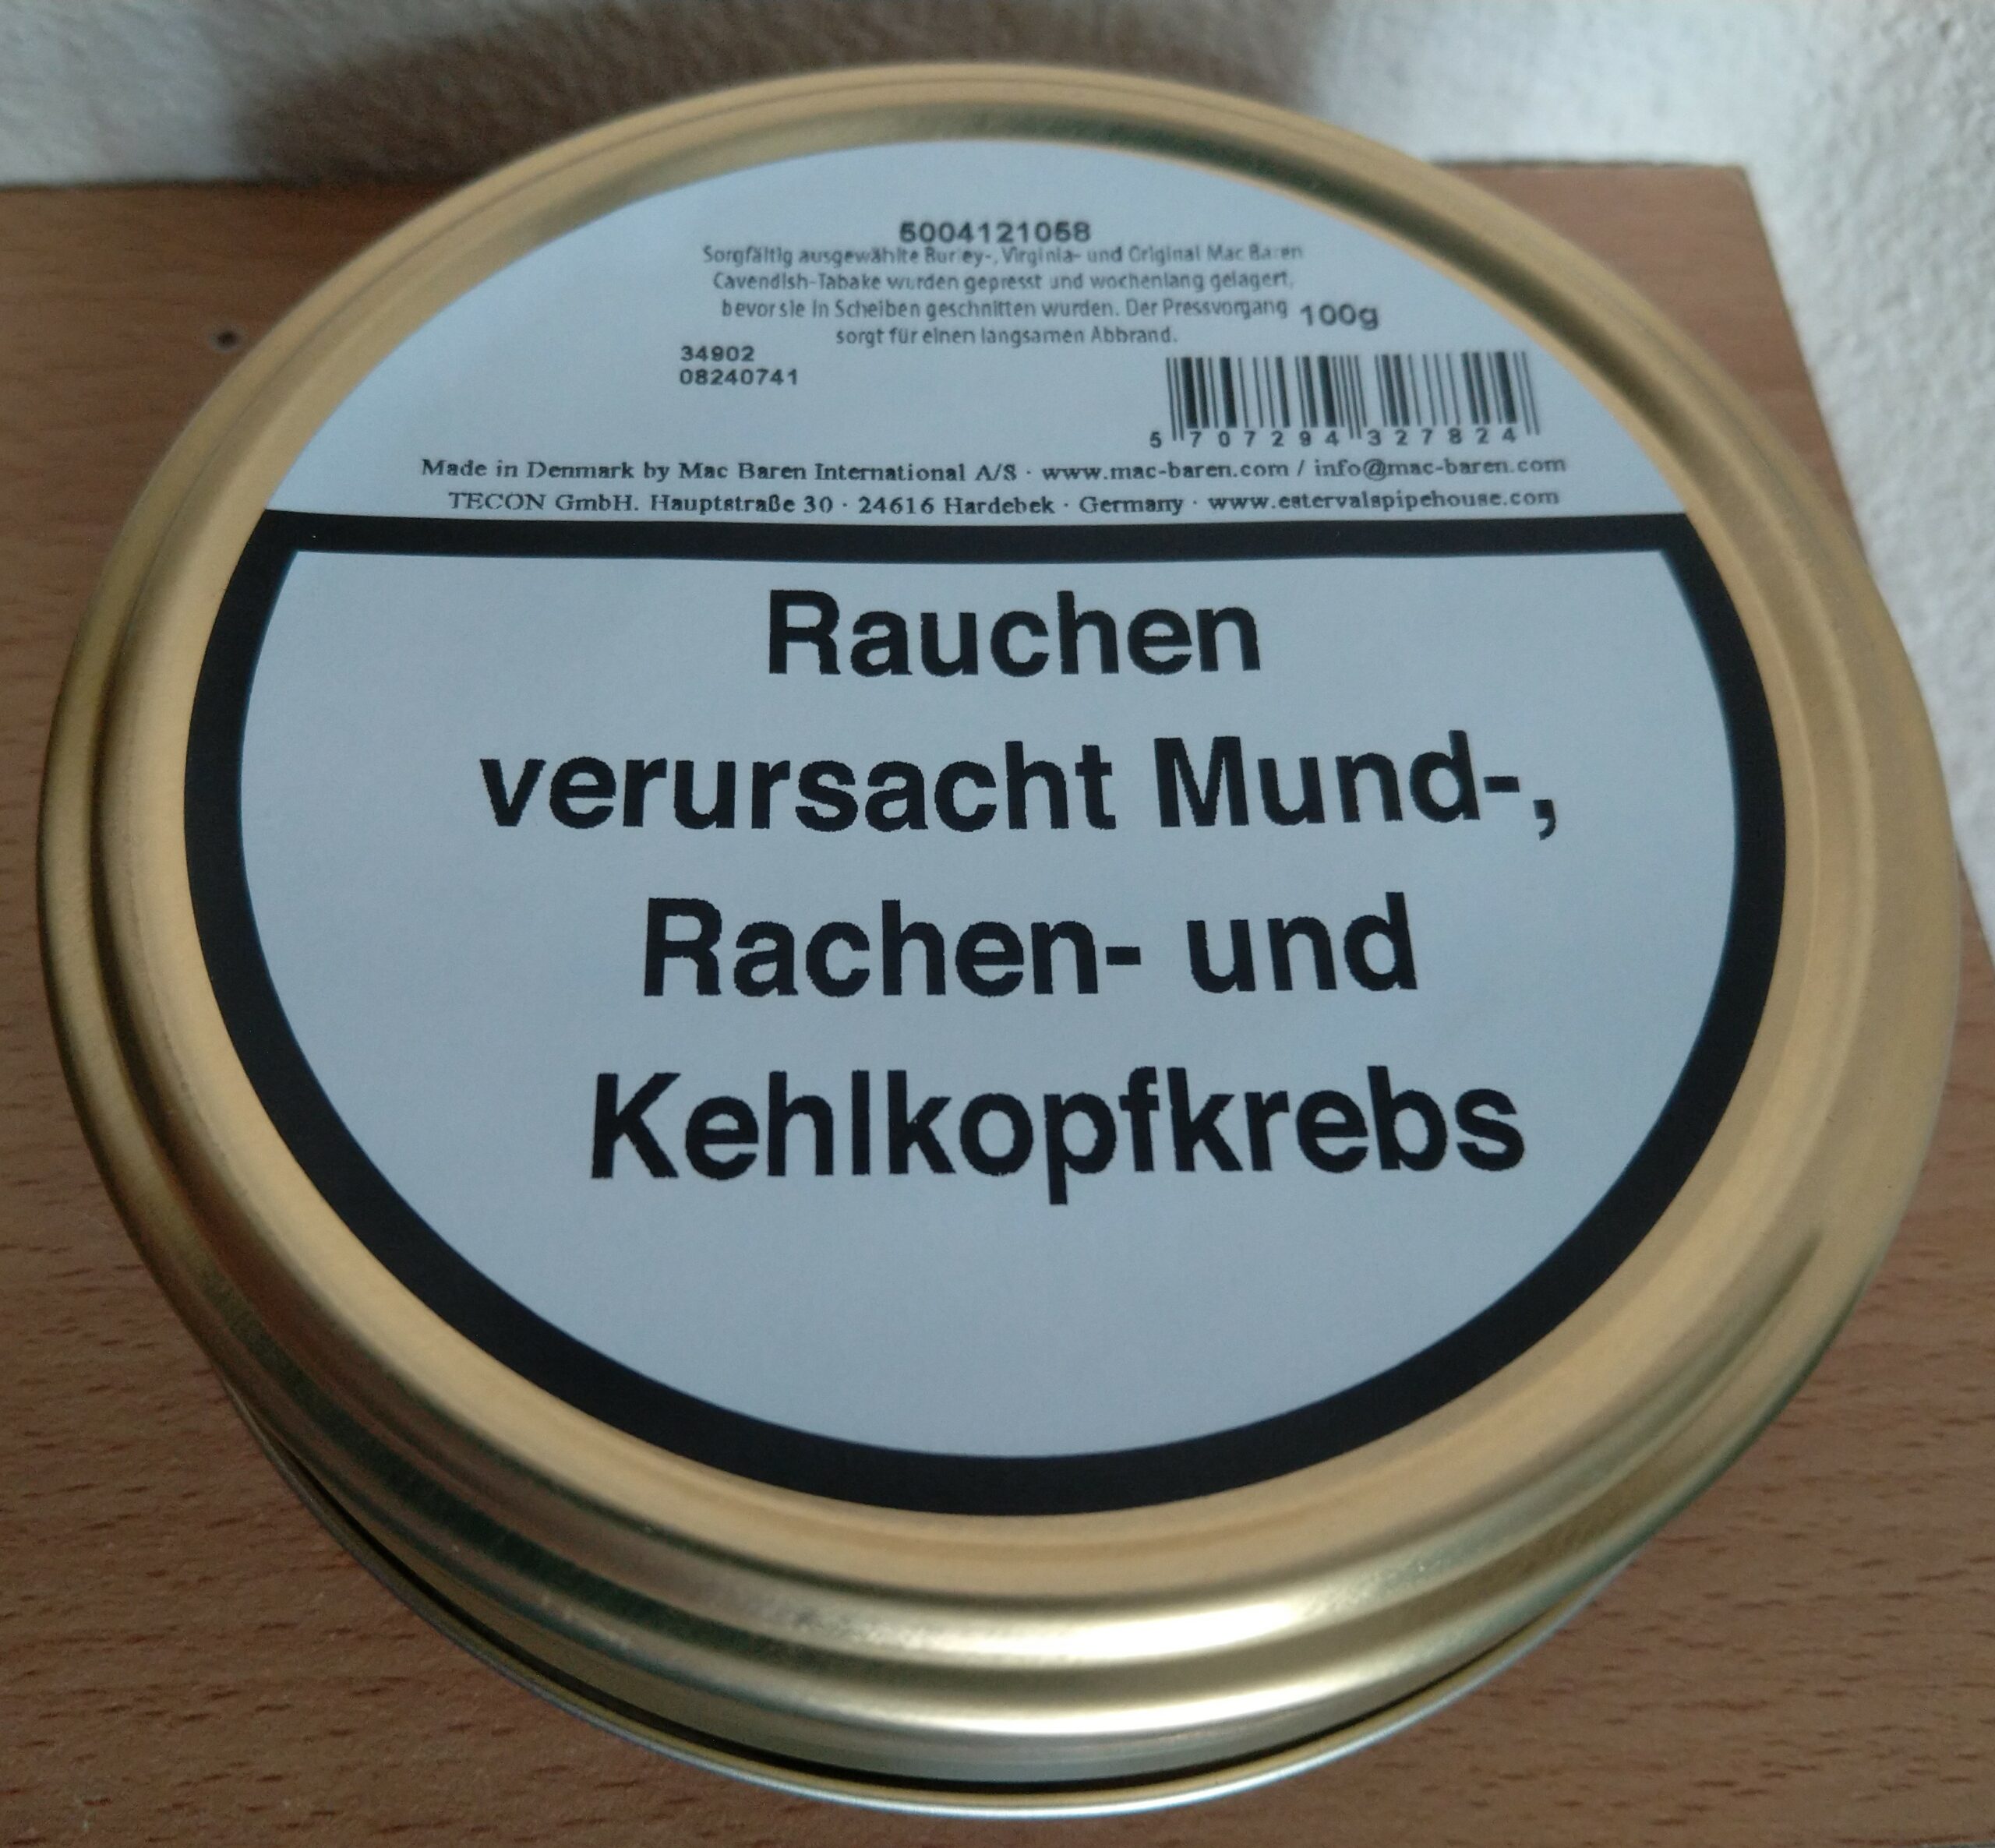 5004121058
Sorgfältig ausgewählte Burley-, Virginia- und Original Mac Baren
Cavendish-Tabake wurden gepresst und wochenlang gelagert,
bevor sie in Scheiben geschnitten wurden. Der Pressvorgang
100g
sorgt für einen langsamen Abbrand.
34902
08240741
5 707294 327824
Made in Denmark by Mac Baren International A/S · www.mac-baren.com / info@mac-baren.com
TECON GmbH. Hauptstraße 30 · 24616 Hardebek · Germany · www.estervalspipehouse.com
Rauchen
verursacht Mund-,
Rachen- und
Kehlkopfkrebs